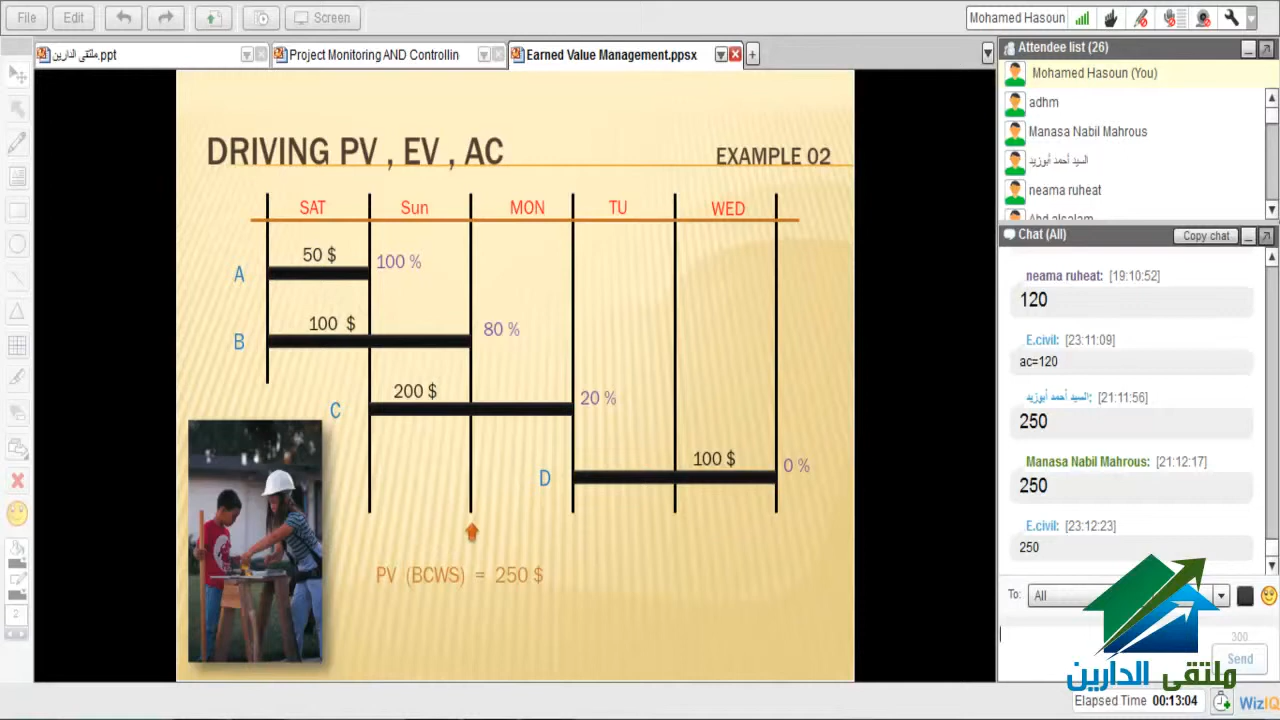 File Edit Screen Mohamed Hasoun
ملتقى الدارين.ppt Project Monitoring AND Controllin Earned Value Management.ppsx
Attendee list (26)
Mohamed Hasoun (You)
adhm
Manasa Nabil Mahrous
السيد أحمد أبوزيد
neama ruheat
Abd alsalam
DRIVING PV , EV , AC
EXAMPLE 02
SAT Sun MON TU WED
A 50 $ 100 %
B 100 $ 80 %
C 200 $ 20 %
D 100 $ 0 %
PV (BCWS) = 250 $
Chat (All) Copy chat
neama ruheat: [19:10:52]
120
E.civil: [23:11:09]
ac=120
السيد أحمد أبوزيد: [21:11:56]
250
Manasa Nabil Mahrous: [21:12:17]
250
E.civil: [23:12:23]
250
To: All
300
Send
2
ملتقى الدارين
Elapsed Time 00:13:04 WizIQ